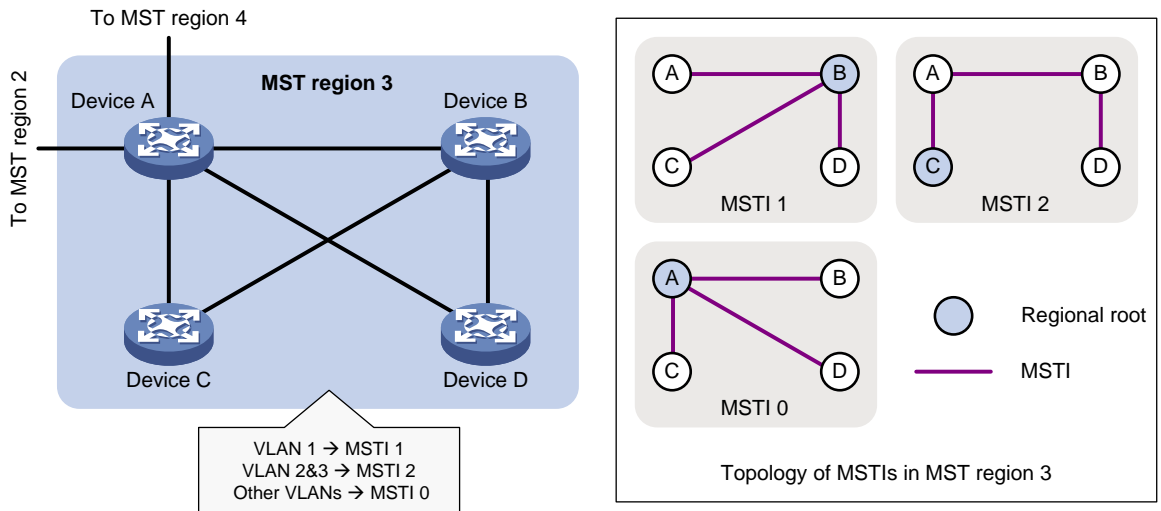 To MST region 4
To MST region 2
MST region 3
Device A
Device B
Device C
Device D
VLAN 1 → MSTI 1
VLAN 2&3 → MSTI 2
Other VLANs → MSTI 0
A
B
C
D
MSTI 1
A
B
C
D
MSTI 2
A
B
C
D
MSTI 0
Regional root
MSTI
Topology of MSTIs in MST region 3